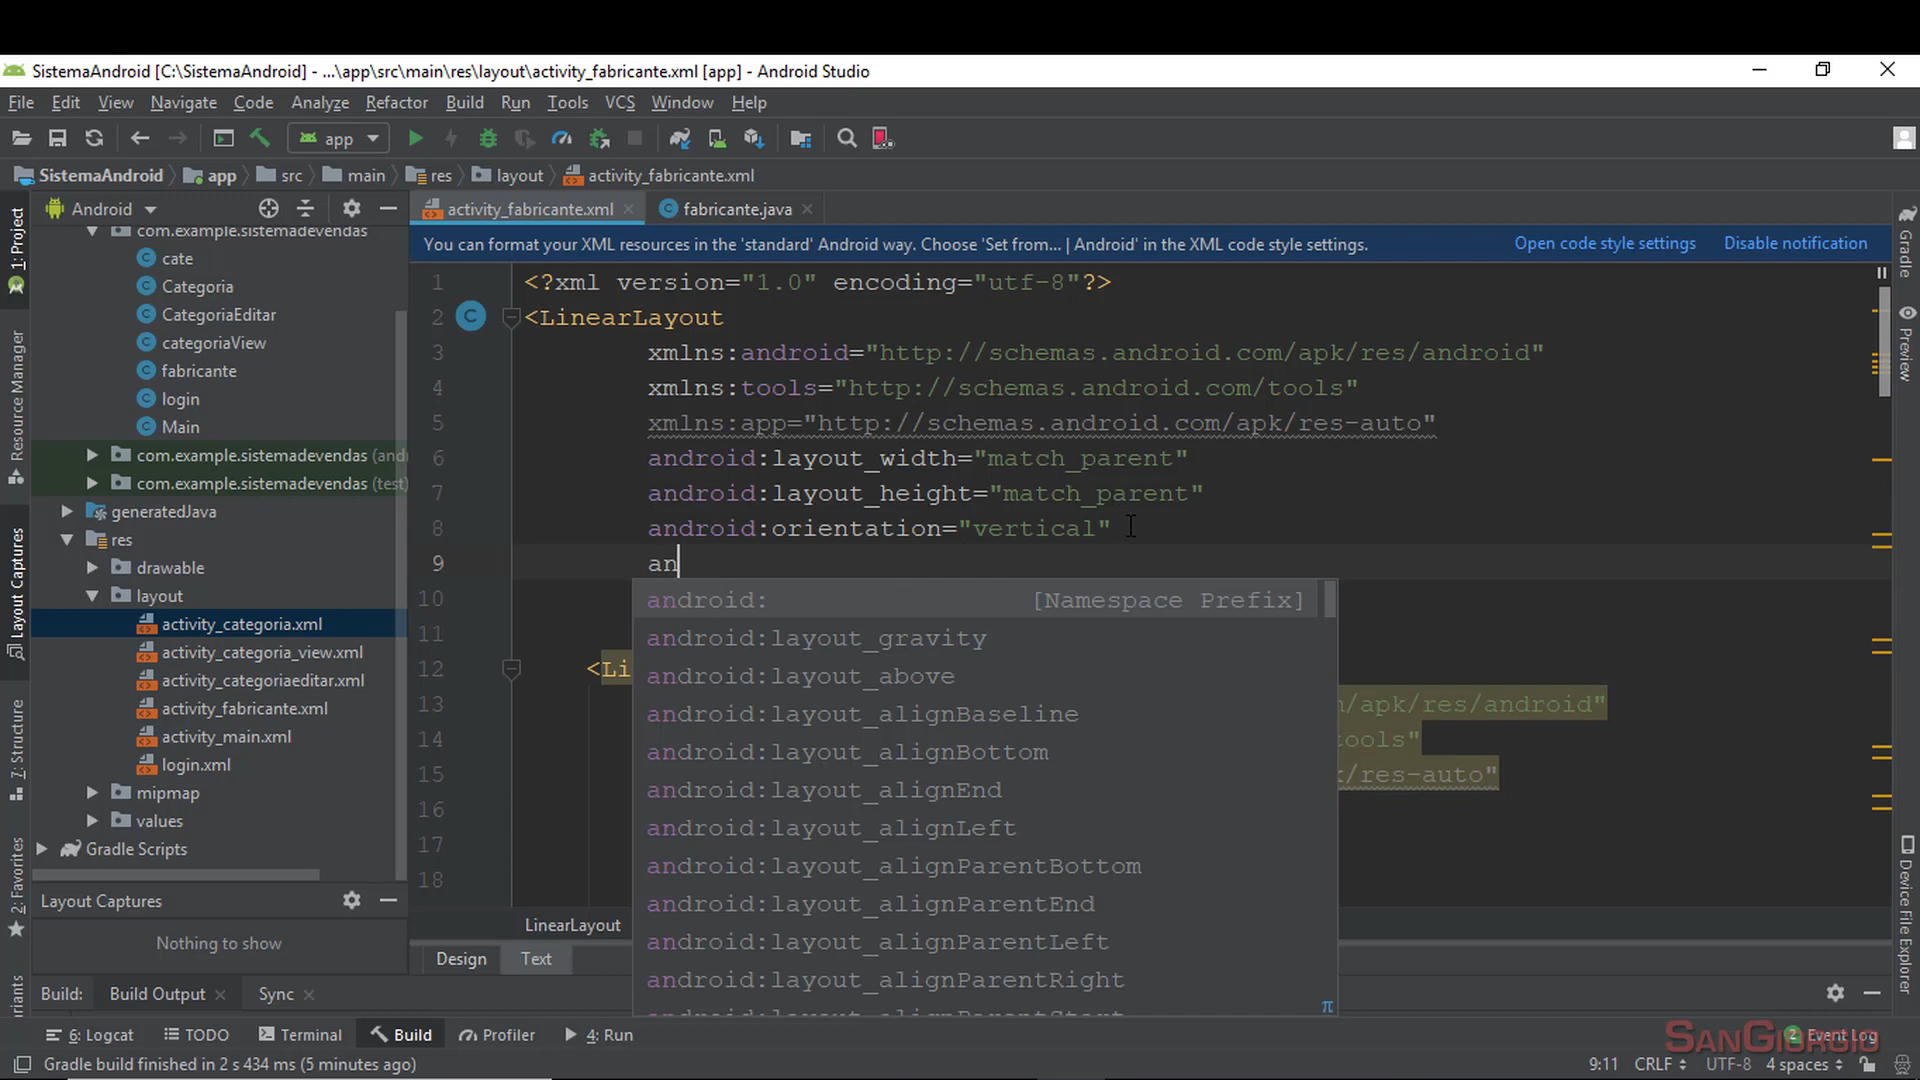 SistemaAndroid [C:\SistemaAndroid] - ...\app\src\main\res\layout\activity_fabricante.xml [app] - Android Studio
File Edit View Navigate Code Analyze Refactor Build Run Tools VCS Window Help
app
SistemaAndroid app src main res layout activity_fabricante.xml
Android
activity_fabricante.xml fabricante.java
You can format your XML resources in the 'standard' Android way. Choose 'Set from... | Android' in the XML code style settings. Open code style settings Disable notification
com.example.sistemadevendas
cate
Categoria
CategoriaEditar
categoriaView
fabricante
login
Main
com.example.sistemadevendas (andr
com.example.sistemadevendas (test)
generatedJava
res
drawable
layout
activity_categoria.xml
activity_categoria_view.xml
activity_categoriaeditar.xml
activity_fabricante.xml
activity_main.xml
login.xml
mipmap
values
Gradle Scripts
Layout Captures
Nothing to show
1: Project
Resource Manager
Layout Captures
7: Structure
2: Favorites
1 <?xml version="1.0" encoding="utf-8"?>
2 <LinearLayout
3 xmlns:android="http://schemas.android.com/apk/res/android"
4 xmlns:tools="http://schemas.android.com/tools"
5 xmlns:app="http://schemas.android.com/apk/res-auto"
6 android:layout_width="match_parent"
7 android:layout_height="match_parent"
8 android:orientation="vertical"
9 an
10
11
12 <Li
13 /apk/res/android"
14 tools"
15 /res-auto"
16
17
18
android: [Namespace Prefix]
android:layout_gravity
android:layout_above
android:layout_alignBaseline
android:layout_alignBottom
android:layout_alignEnd
android:layout_alignLeft
android:layout_alignParentBottom
android:layout_alignParentEnd
android:layout_alignParentLeft
android:layout_alignParentRight
android:layout_alignParentStart
π
LinearLayout
Design Text
Gradle
Preview
Device File Explorer
Build: Build Output Sync
6: Logcat TODO Terminal Build Profiler 4: Run 2 Event Log
SANGIORGIO
Gradle build finished in 2 s 434 ms (5 minutes ago) 9:11 CRLF UTF-8 4 spaces